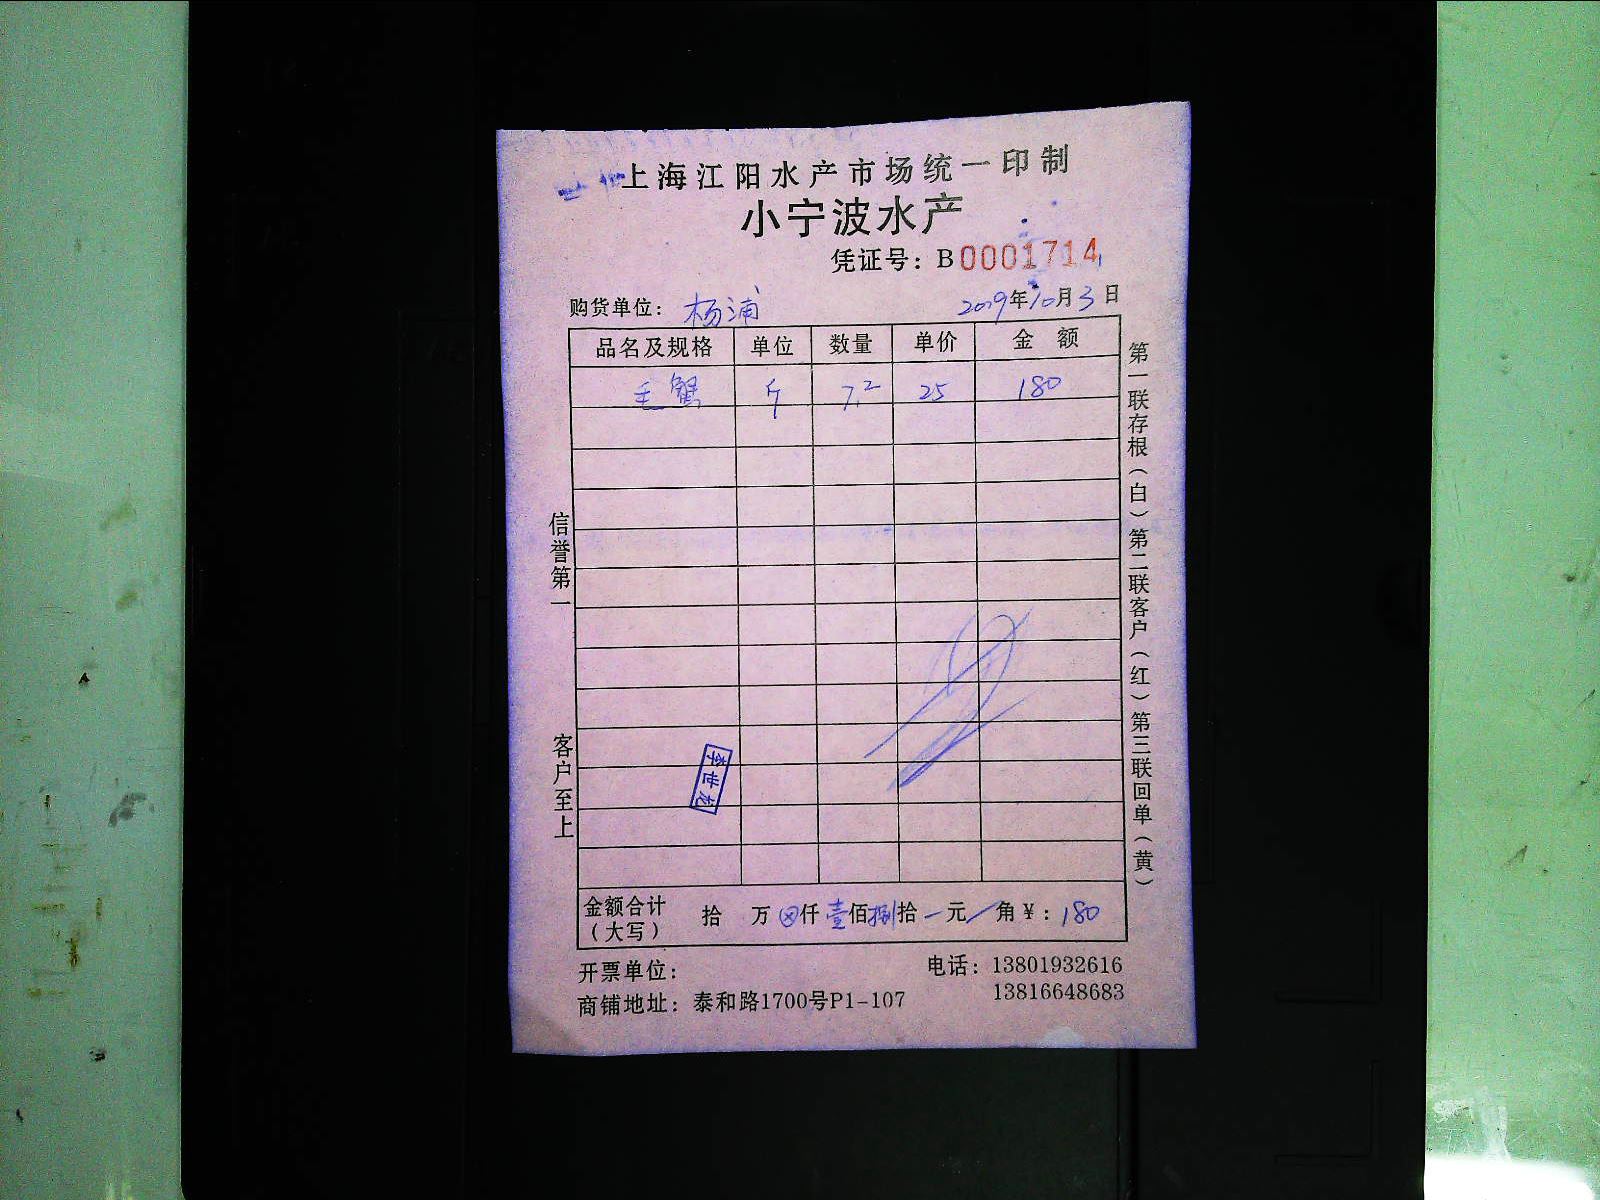 上海江阳水产市场统一印制
小宁波水产
凭证号：B0001714
购货单位：杨浦 2019年10月3日
品名及规格 单位 数量 单价 金额
毛蟹 斤 7.2 25 180
信誉第一
客户至上
李世龙
第一联存根（白）第二联客户（红）第三联回单（黄）
金额合计（大写） 拾 万⊗仟壹佰捌拾一元/角¥：180
开票单位： 电话：13801932616
商铺地址：泰和路1700号P1-107 13816648683